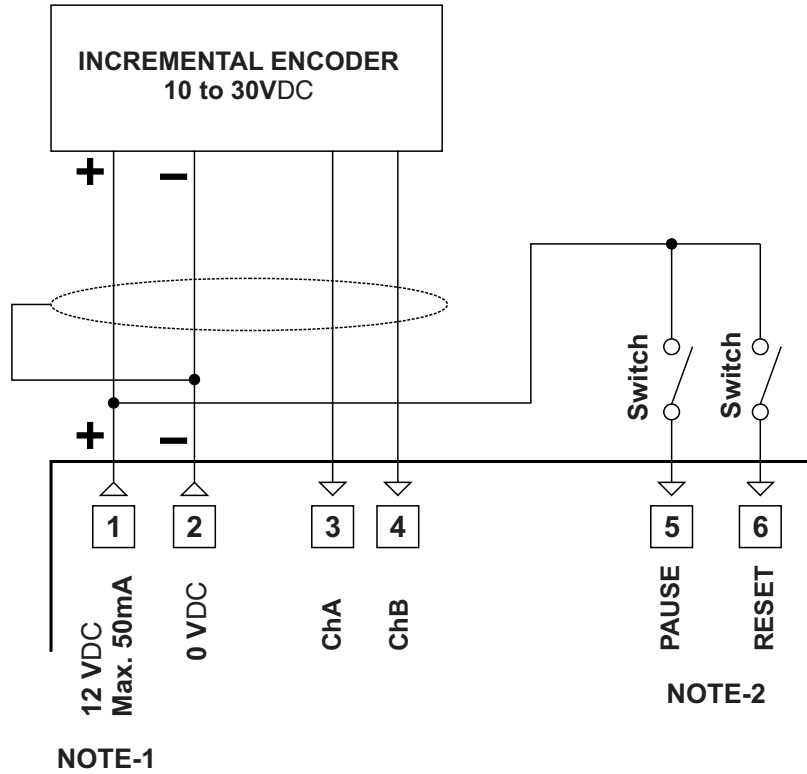 INCREMENTAL ENCODER
10 to 30VDC
+
–
Switch
Switch
+
–
1
2
3
4
5
6
12 VDC
Max. 50mA
0 VDC
ChA
ChB
PAUSE
RESET
NOTE-2
NOTE-1